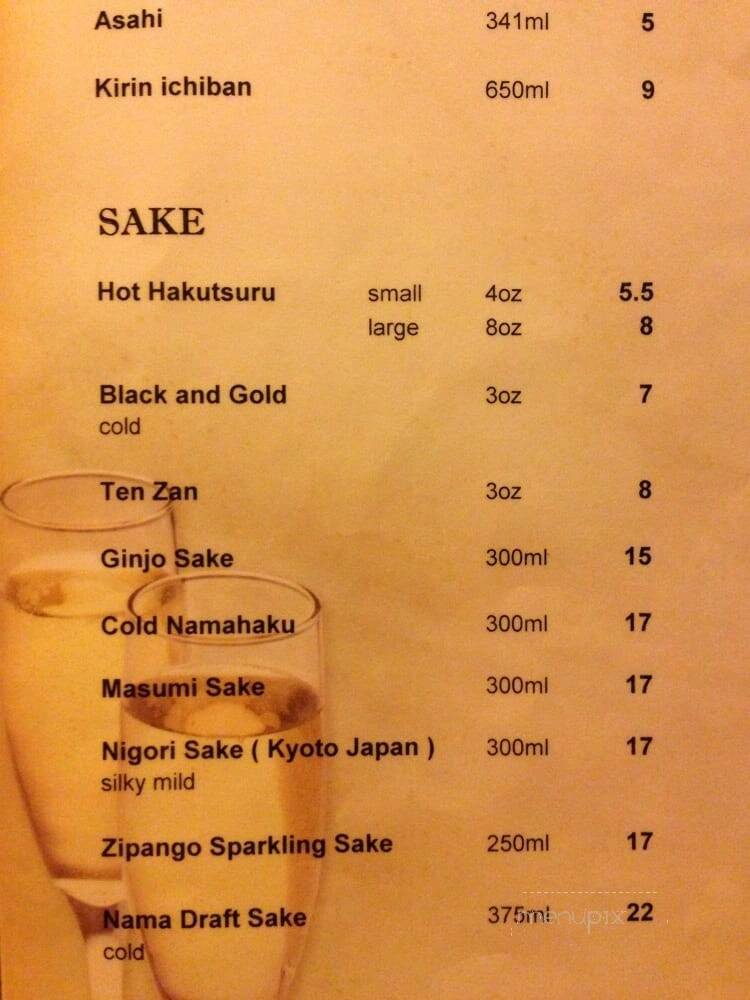 Asahi 341ml 5
Kirin ichiban 650ml 9
SAKE
Hot Hakutsuru small 4oz 5.5
large 8oz 8
Black and Gold 3oz 7
cold
Ten Zan 3oz 8
Ginjo Sake 300ml 15
Cold Namahaku 300ml 17
Masumi Sake 300ml 17
Nigori Sake ( Kyoto Japan ) 300ml 17
silky mild
Zipango Sparkling Sake 250ml 17
Nama Draft Sake 375ml 22
menupix
cold